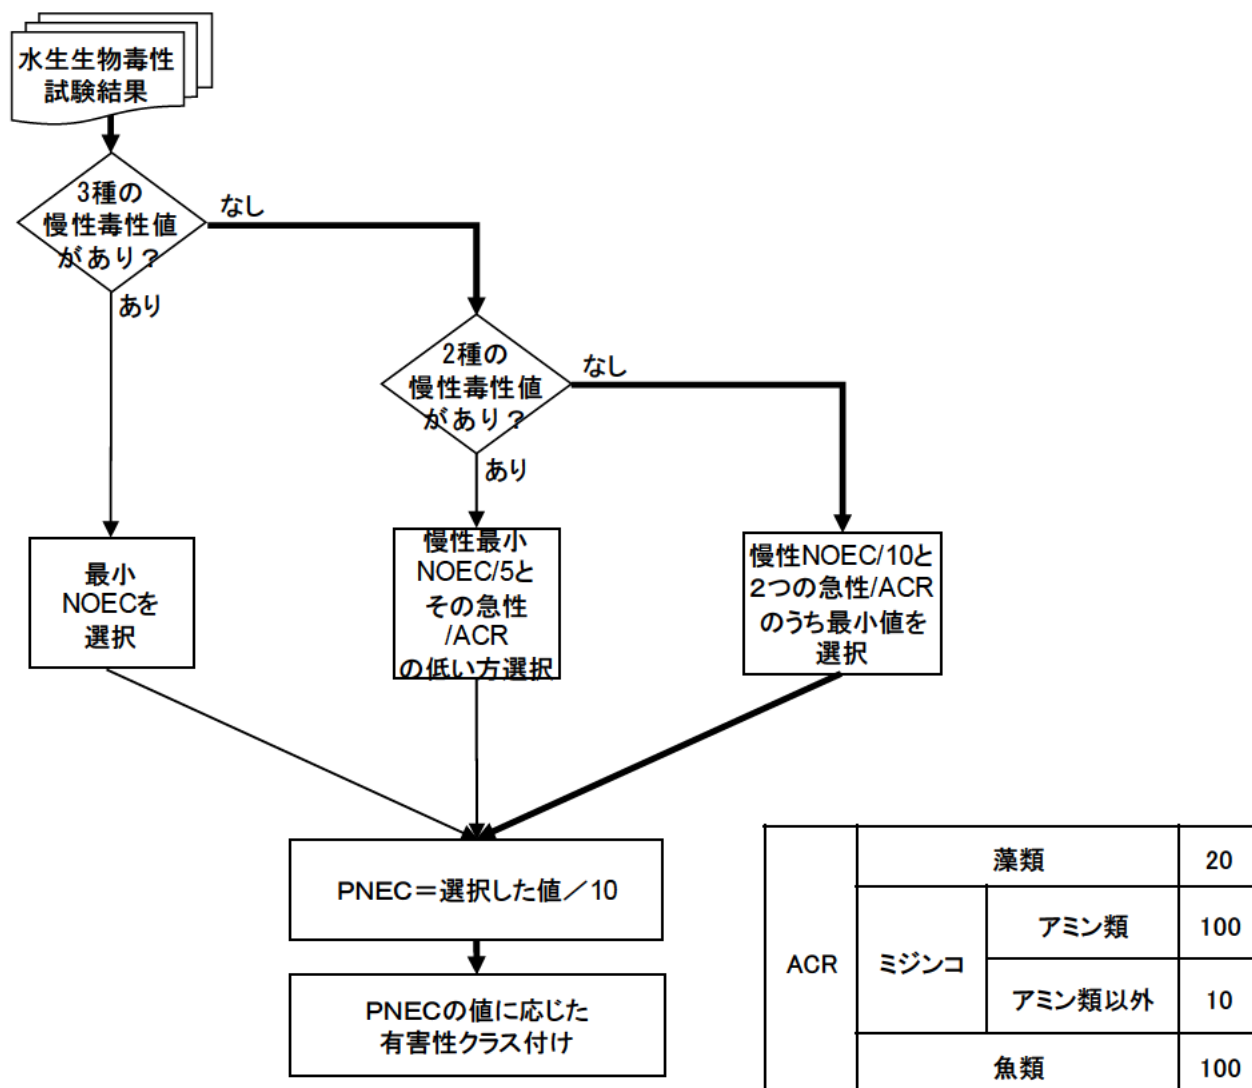 水生生物毒性
試験結果
3種の
慢性毒性値
があり？
なし
あり
2種の
慢性毒性値
があり？
なし
あり
最小
NOECを
選択
慢性最小
NOEC/5と
その急性
/ACR
の低い方選択
慢性NOEC/10と
2つの急性/ACR
のうち最小値を
選択
PNEC＝選択した値／10
PNECの値に応じた
有害性クラス付け
ACR
藻類
20
ミジンコ
アミン類
100
アミン類以外
10
魚類
100